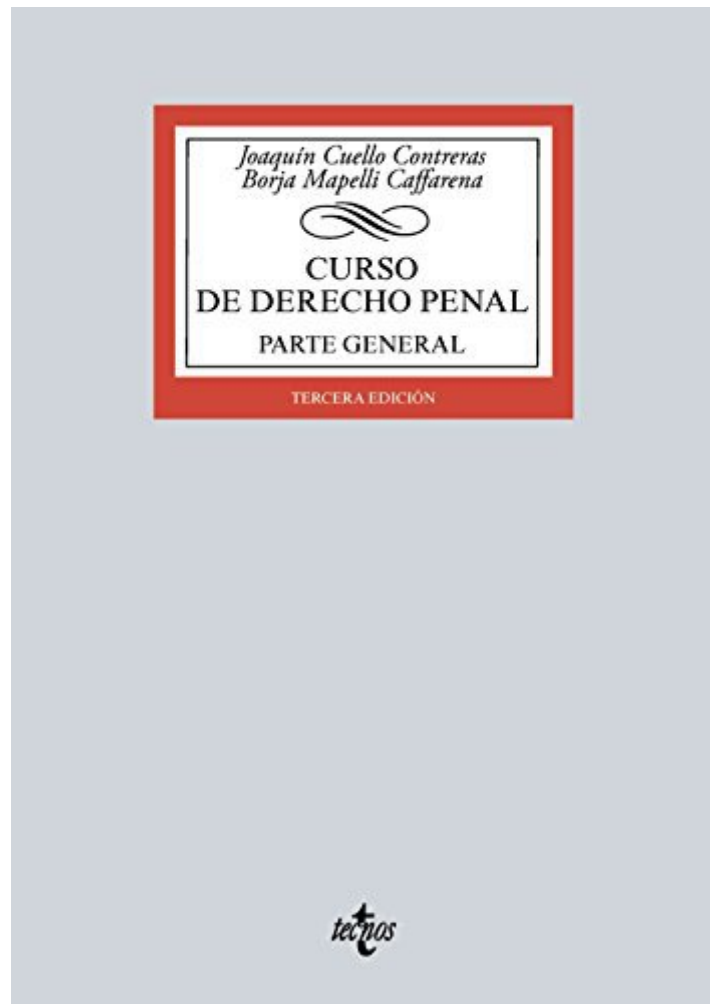 Joaquín Cuello Contreras
Borja Mapelli Caffarena
CURSO
DE DERECHO PENAL
PARTE GENERAL
TERCERA EDICIÓN
tecnos